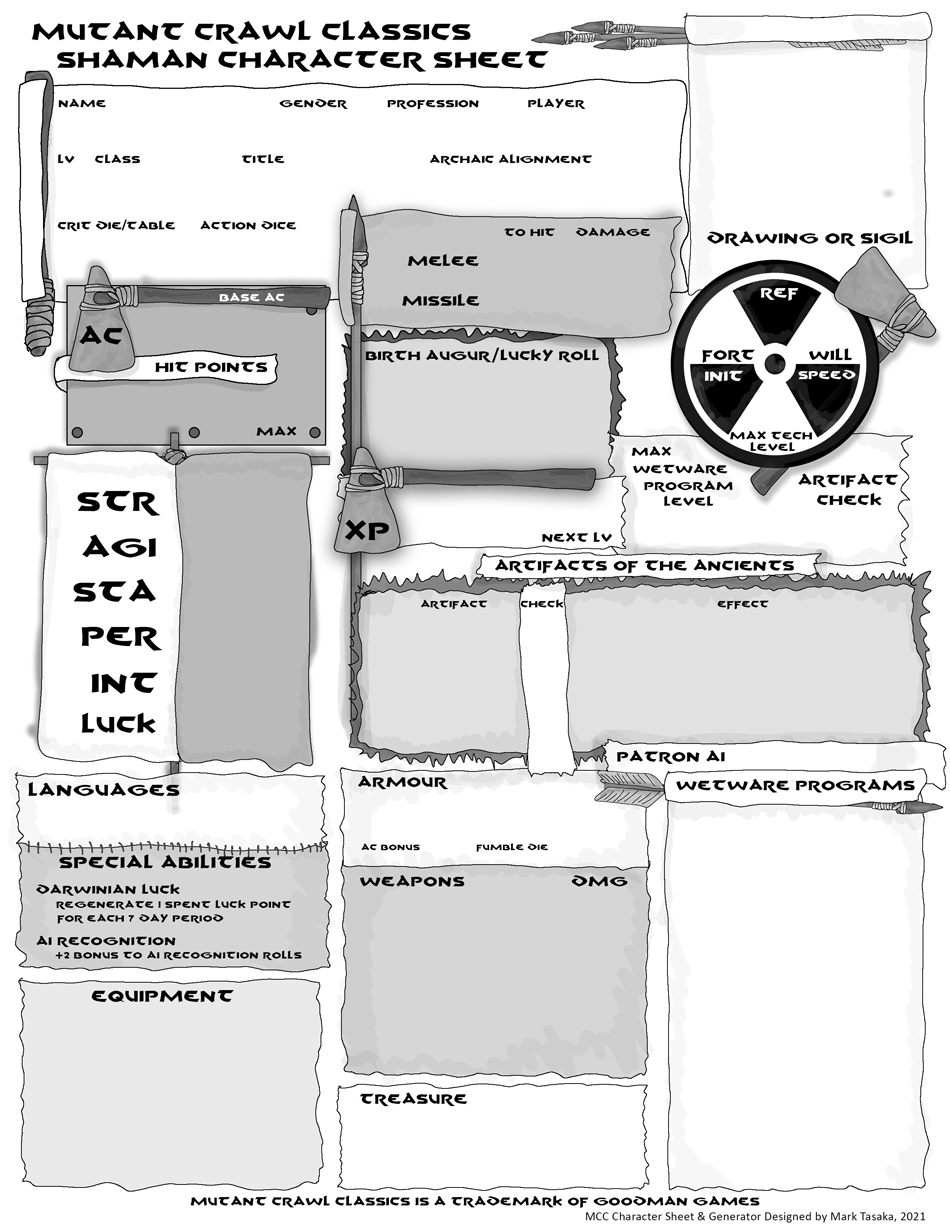 MUTANT CRAWL CLASSICS
SHAMAN CHARACTER SHEET
NAME GENDER PROFESSION PLAYER
LV CLASS TITLE ARCHAIC ALIGNMENT
CRIT DIE/TABLE ACTION DICE
DRAWING OR SIGIL
TO HIT DAMAGE
MELEE
MISSILE
BASE AC
AC
HIT POINTS
MAX
BIRTH AUGUR/LUCKY ROLL
REF
FORT WILL
INIT SPEED
MAX TECH
LEVEL
MAX
WETWARE
PROGRAM
LEVEL
ARTIFACT
CHECK
XP
NEXT LV
STR
AGI
STA
PER
INT
LUCK
ARTIFACTS OF THE ANCIENTS
ARTIFACT CHECK EFFECT
PATRON AI
WETWARE PROGRAMS
LANGUAGES
SPECIAL ABILITIES
DARWINIAN LUCK
REGENERATE 1 SPENT LUCK POINT
FOR EACH 7 DAY PERIOD
AI RECOGNITION
+2 BONUS TO AI RECOGNITION ROLLS
EQUIPMENT
ARMOUR
AC BONUS FUMBLE DIE
WEAPONS DMG
TREASURE
MUTANT CRAWL CLASSICS IS A TRADEMARK OF GOODMAN GAMES
MCC Character Sheet & Generator Designed by Mark Tasaka, 2021